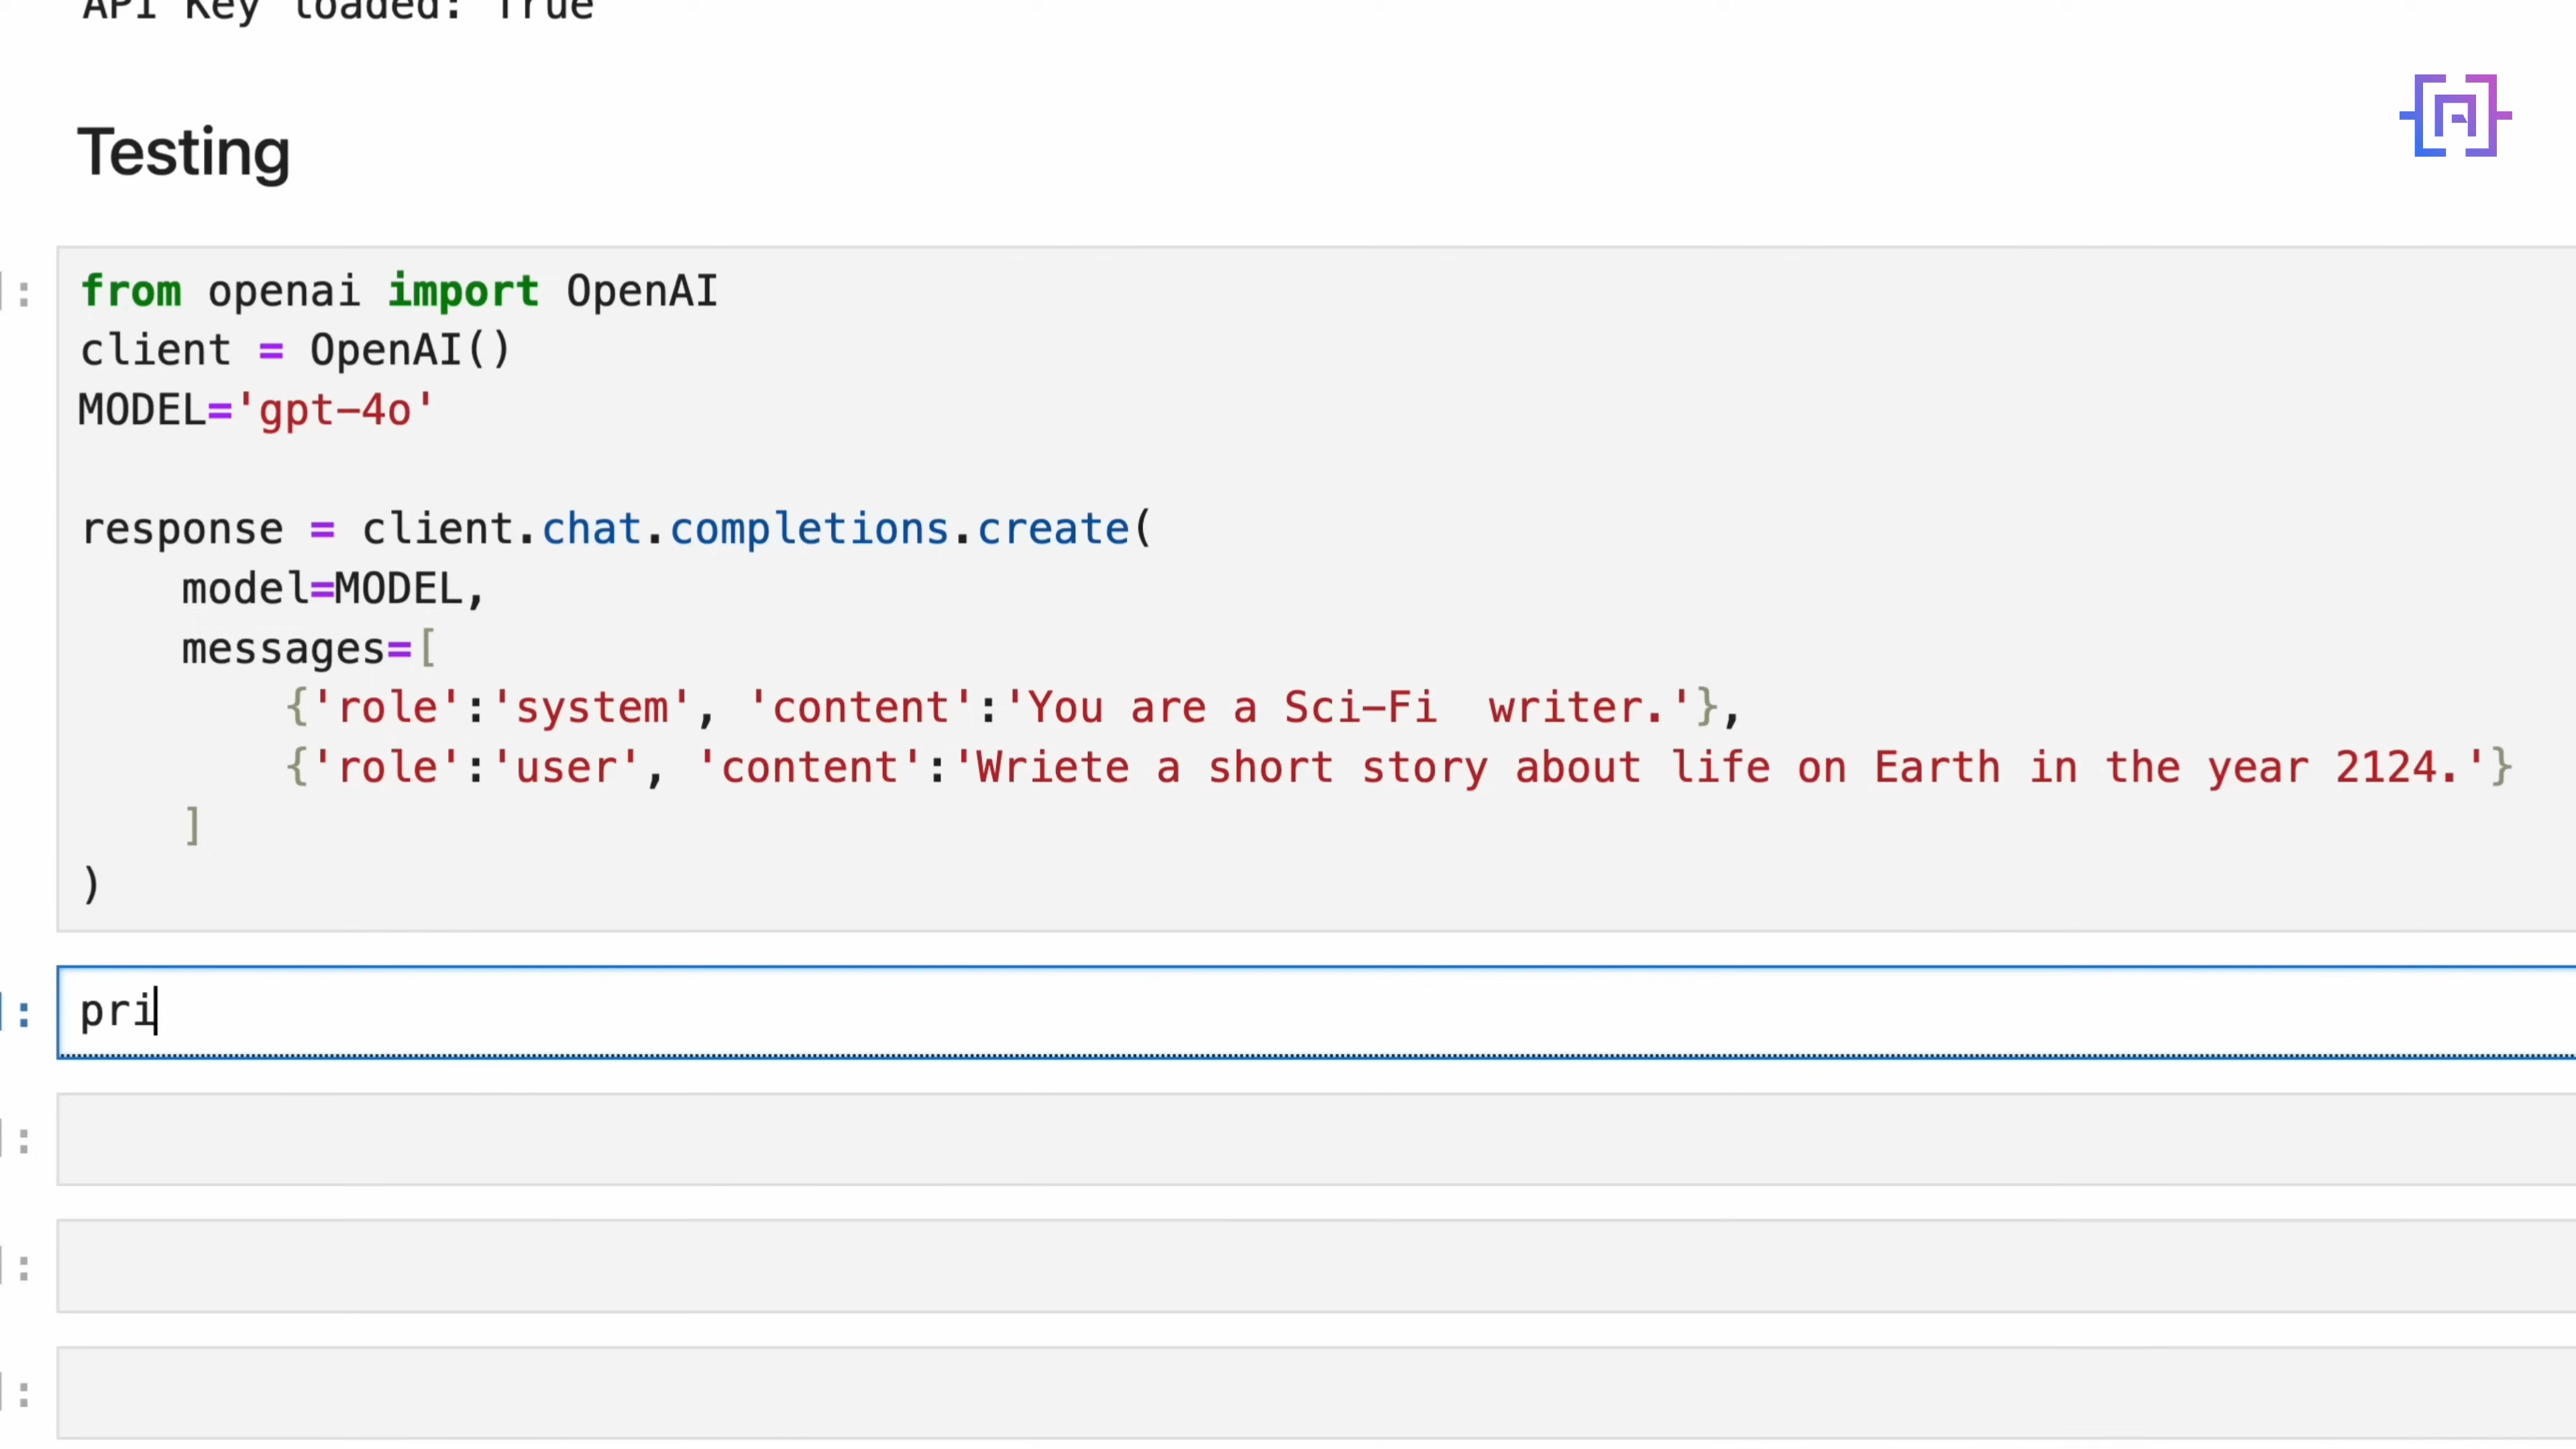 API Key loaded: True
Testing
from openai import OpenAI
client = OpenAI()
MODEL='gpt-4o'
response = client.chat.completions.create(
    model=MODEL,
    messages=[
        {'role':'system', 'content':'You are a Sci-Fi  writer.'},
        {'role':'user', 'content':'Wriete a short story about life on Earth in the year 2124.'}
    ]
)
pri